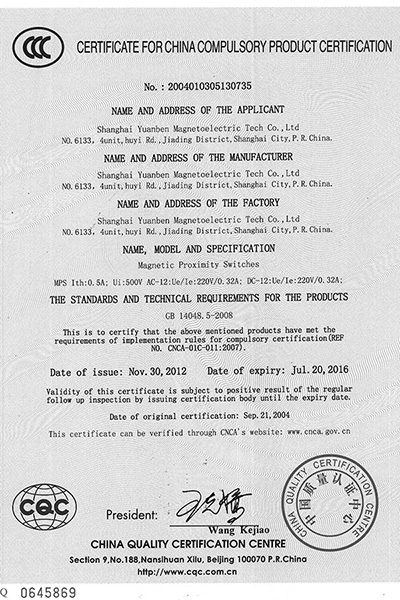 CCC
CERTIFICATE FOR CHINA COMPULSORY PRODUCT CERTIFICATION
No.: 2004010305130735
NAME AND ADDRESS OF THE APPLICANT
Shanghai Yuanben Magnetoelectric Tech Co.,Ltd
NO.6133, 4unit,huyi Rd.,Jiading District,Shanghai City,P.R.China.
NAME AND ADDRESS OF THE MANUFACTURER
Shanghai Yuanben Magnetoelectric Tech Co.,Ltd
NO.6133, 4unit,huyi Rd.,Jiading District,Shanghai City,P.R.China.
NAME AND ADDRESS OF THE FACTORY
Shanghai Yuanben Magnetoelectric Tech Co.,Ltd
NO.6133, 4unit,huyi Rd.,Jiading District,Shanghai City,P.R.China.
NAME, MODEL AND SPECIFICATION
Magnetic Proximity Switches
MPS Ith:0.5A; Ui:500V AC-12:Ue/Ie:220V/0.32A; DC-12:Ue/Ie:220V/0.32A;
THE STANDARDS AND TECHNICAL REQUIREMENTS FOR THE PRODUCTS
GB 14048.5-2008
This is to certify that the above mentioned products have met the
requirements of implementation rules for compulsory certification(REF
NO. CNCA-01C-011:2007).
Date of issue: Nov.30,2012 Date of expiry: Jul.20,2016
Validity of this certificate is subject to positive result of the regular
follow up inspection by issuing certification body until the expiry date.
Date of original certification: Sep.21,2004
This certificate can be verified through CNCA's website: www.cnca.gov.cn
CQC
President:
Wang Kejiao
CHINA QUALITY CERTIFICATION CENTRE
中国质量认证中心
CHINA QUALITY CERTIFICATION CENTRE
Section 9,No.188,Nansihuan Xilu, Beijing 100070 P.R.China
http://www.cqc.com.cn
Q 0645869